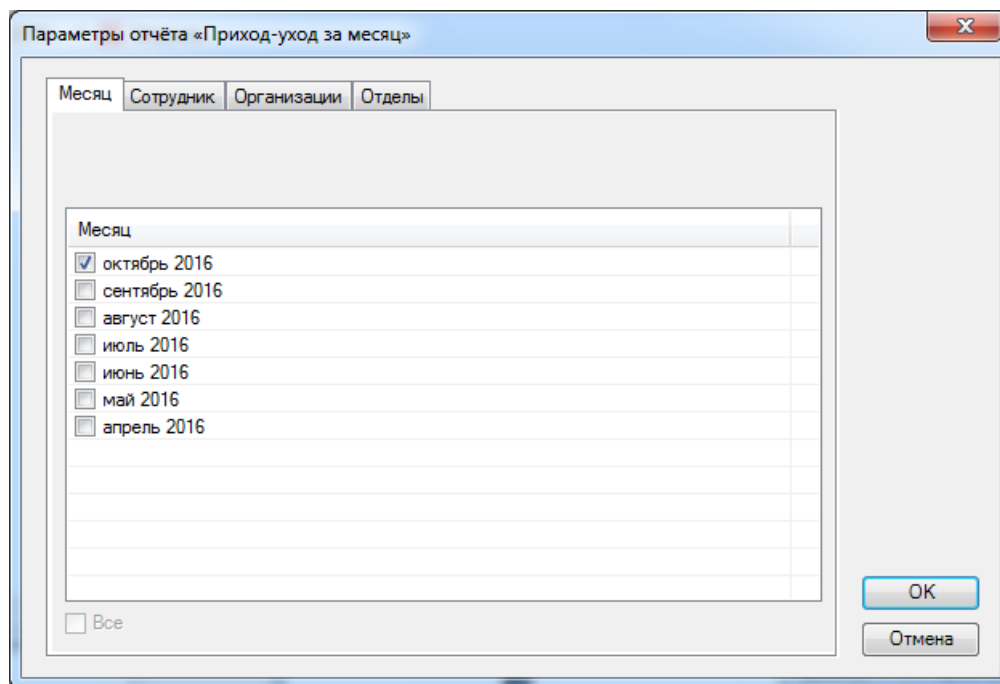 Параметры отчёта «Приход-уход за месяц»
Месяц Сотрудник Организации Отделы
Месяц
октябрь 2016
сентябрь 2016
август 2016
июль 2016
июнь 2016
май 2016
апрель 2016
Все
OK
Отмена